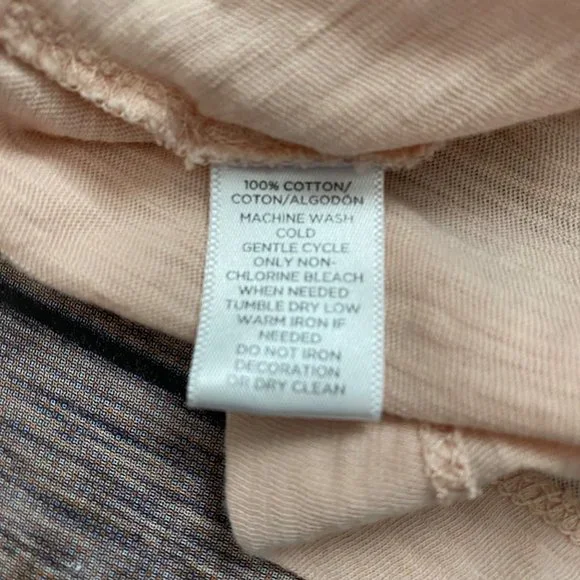 100% COTTON/
COTON/ALGODÓN
MACHINE WASH
COLD
GENTLE CYCLE
ONLY NON-
CHLORINE BLEACH
WHEN NEEDED
TUMBLE DRY LOW
WARM IRON IF
NEEDED
DO NOT IRON
DECORATION
OR DRY CLEAN